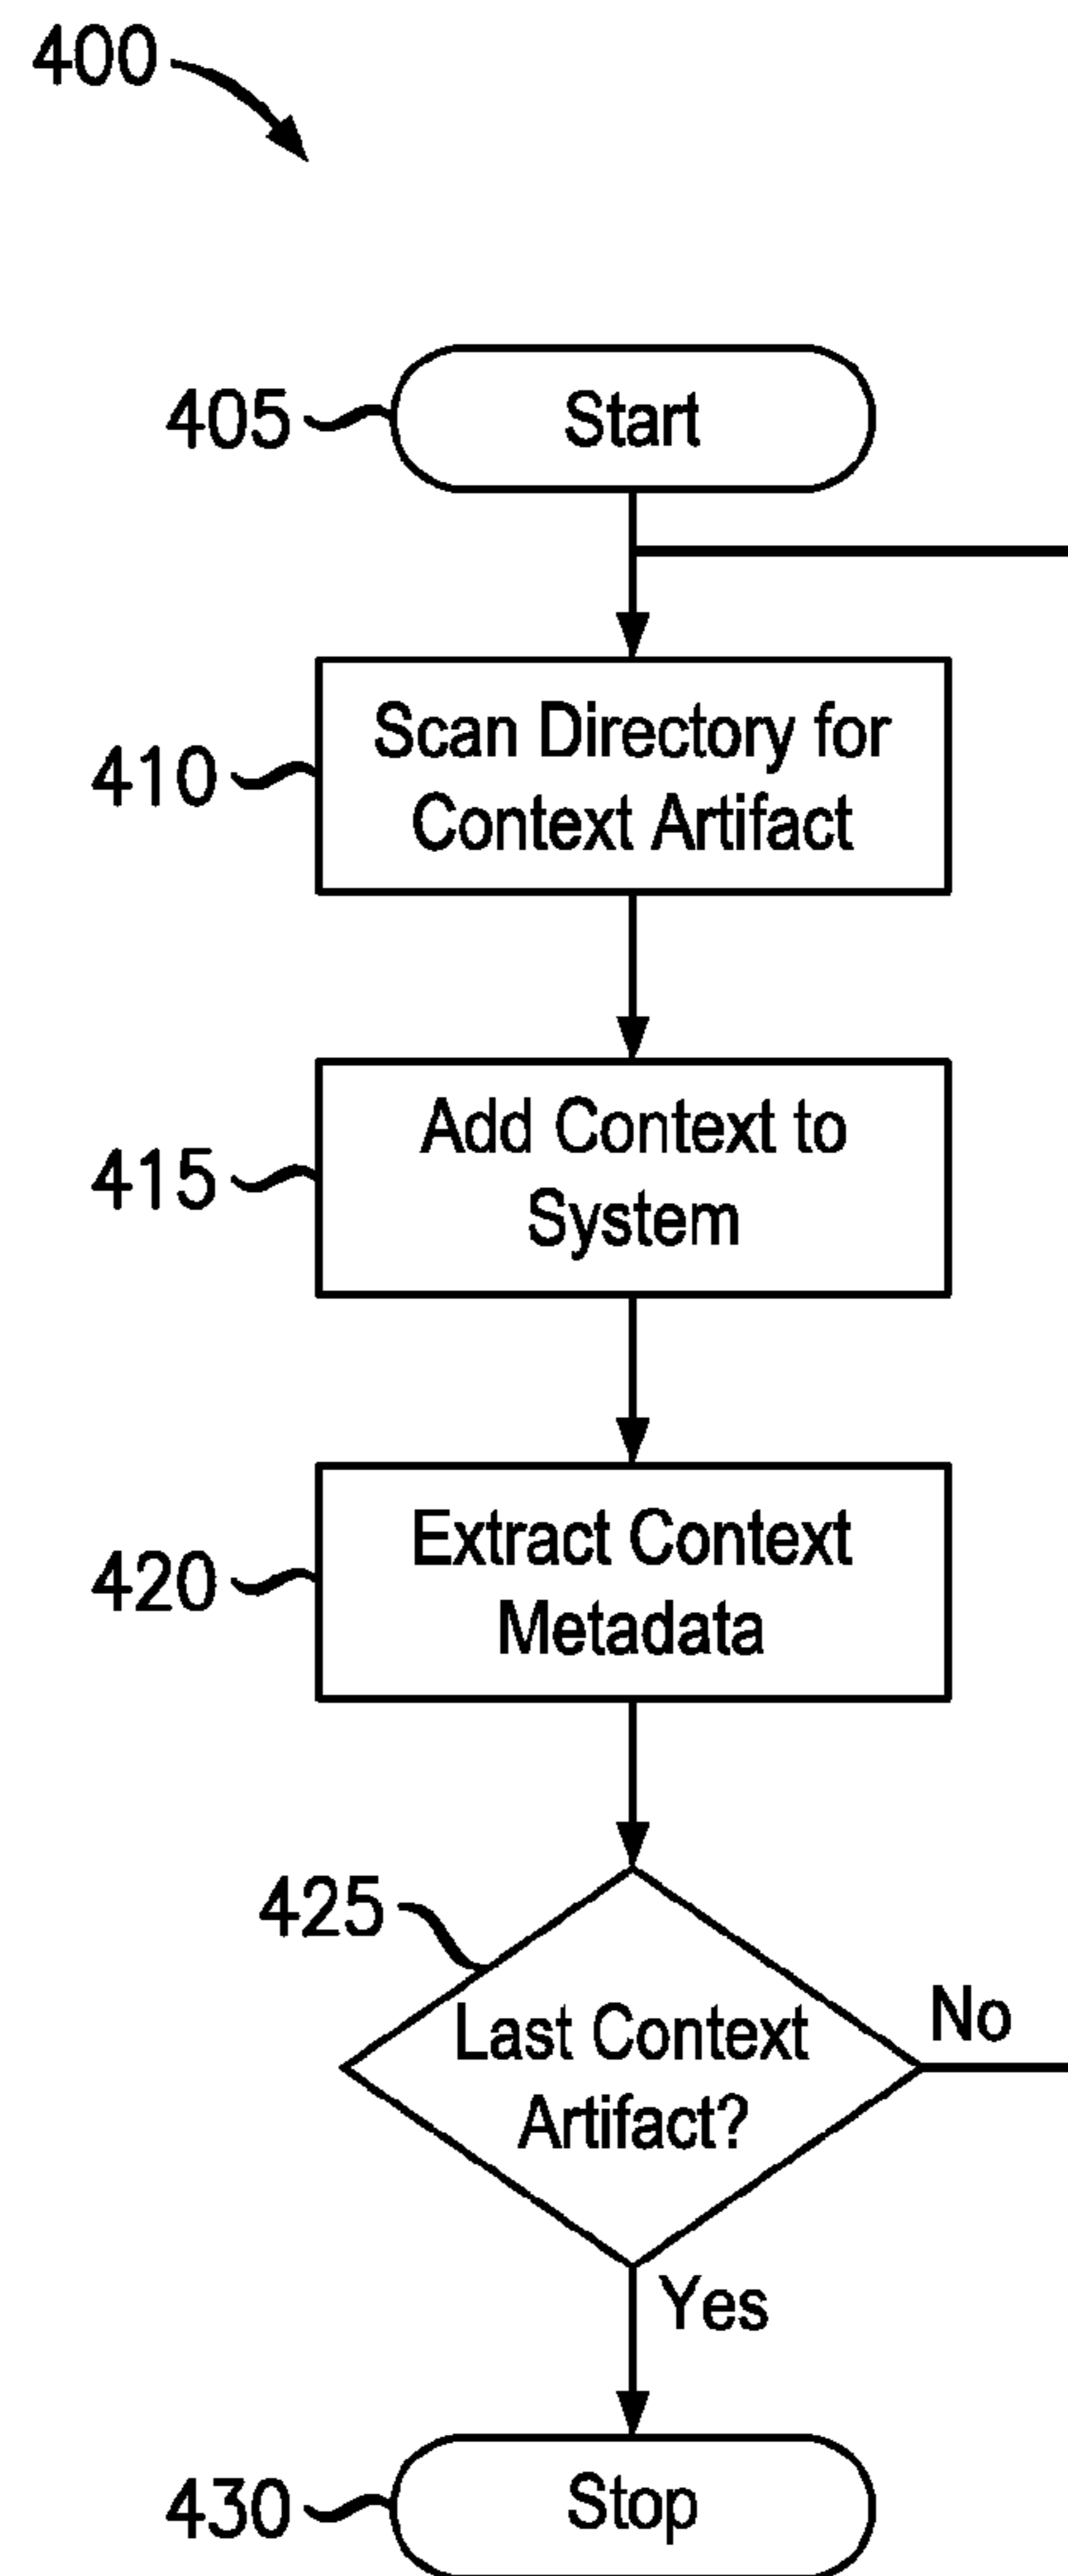 400
405
Start
410
Scan Directory for
Context Artifact
415
Add Context to
System
420
Extract Context
Metadata
425
Last Context
Artifact?
No
Yes
430
Stop